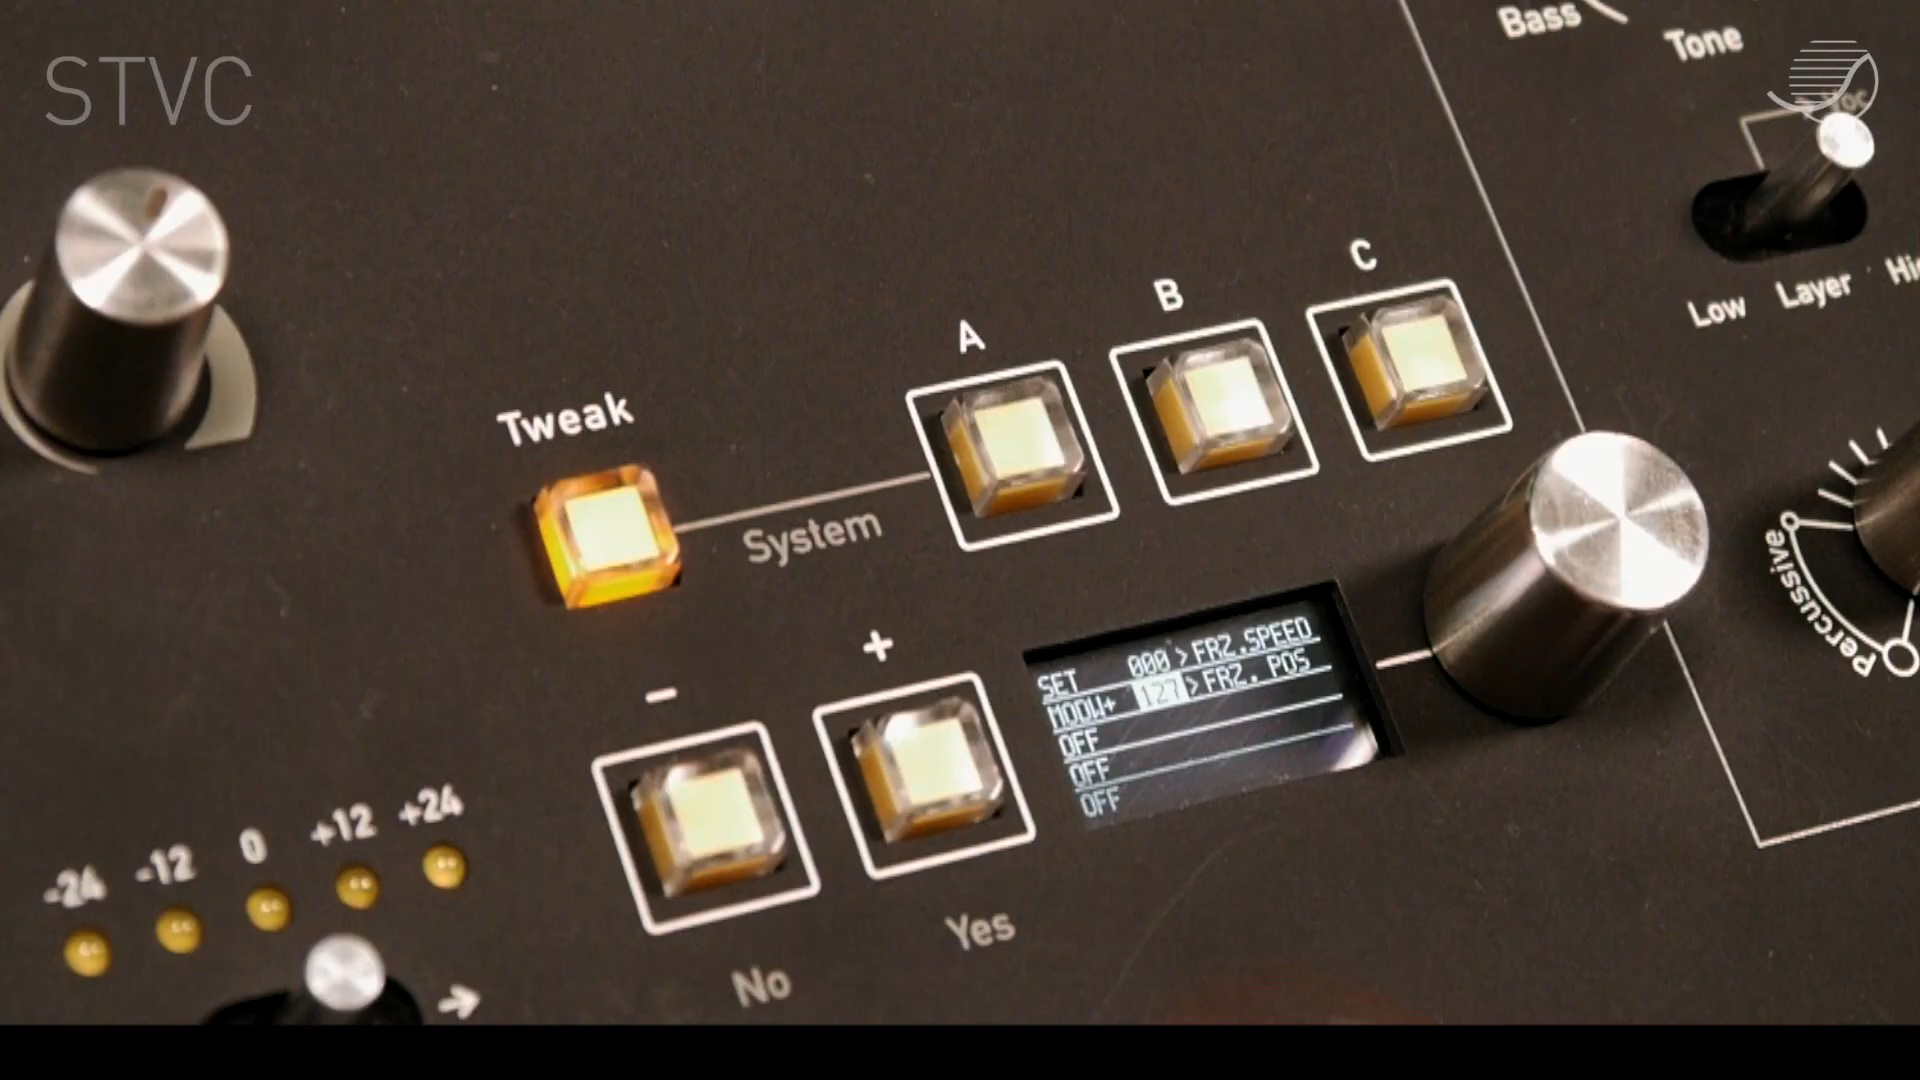 STVC
Bass
Tone
Voc
Low Layer
A B C
Tweak
System
Percussive
- +
SET 000 >FRZ.SPEED
MODW+ 127 >FRZ. POS
OFF
OFF
OFF
-24 -12 0 +12 +24
No Yes